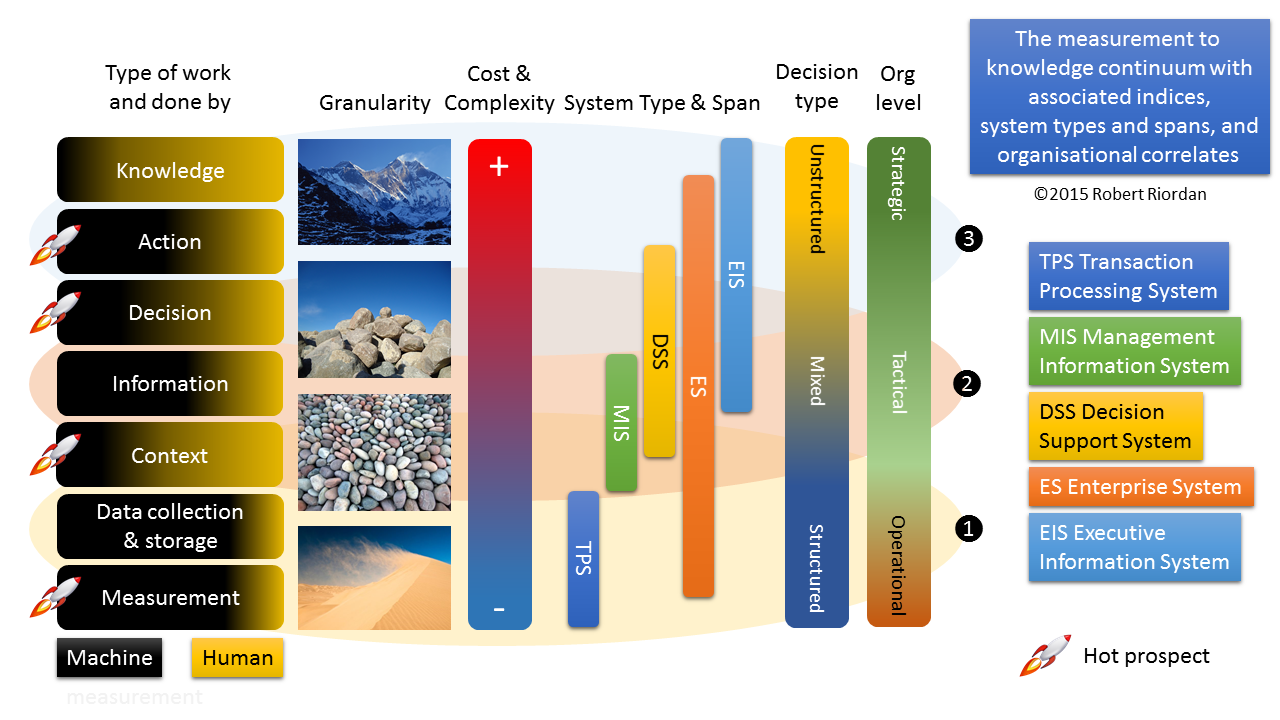 Type of work
and done by
Granularity
Cost &
Complexity
System Type & Span
Decision
type
Org
level
The measurement to
knowledge continuum with
associated indices,
system types and spans, and
organisational correlates
©2015 Robert Riordan
Knowledge
Action
Decision
Information
Context
Data collection
& storage
Measurement
Machine
Human
measurement
+
-
TPS
MIS
DSS
ES
EIS
Unstructured
Mixed
Structured
Strategic
Tactical
Operational
3
2
1
TPS Transaction
Processing System
MIS Management
Information System
DSS Decision
Support System
ES Enterprise System
EIS Executive
Information System
Hot prospect